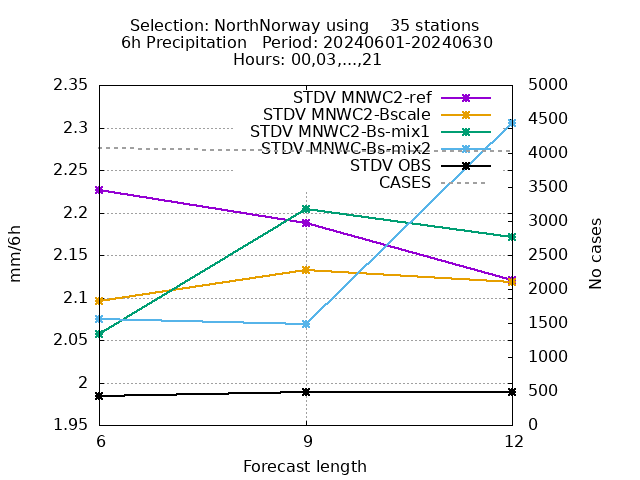 Selection: NorthNorway using    35 stations
6h Precipitation   Period: 20240601-20240630
Hours: 00,03,...,21
STDV MNWC2-ref
STDV MNWC2-Bscale
STDV MNWC2-Bs-mix1
STDV MNWC-Bs-mix2
STDV OBS
CASES
2.35
2.3
2.25
2.2
2.15
2.1
2.05
2
1.95
mm/6h
5000
4500
4000
3500
3000
2500
2000
1500
1000
500
0
No cases
6
9
12
Forecast length